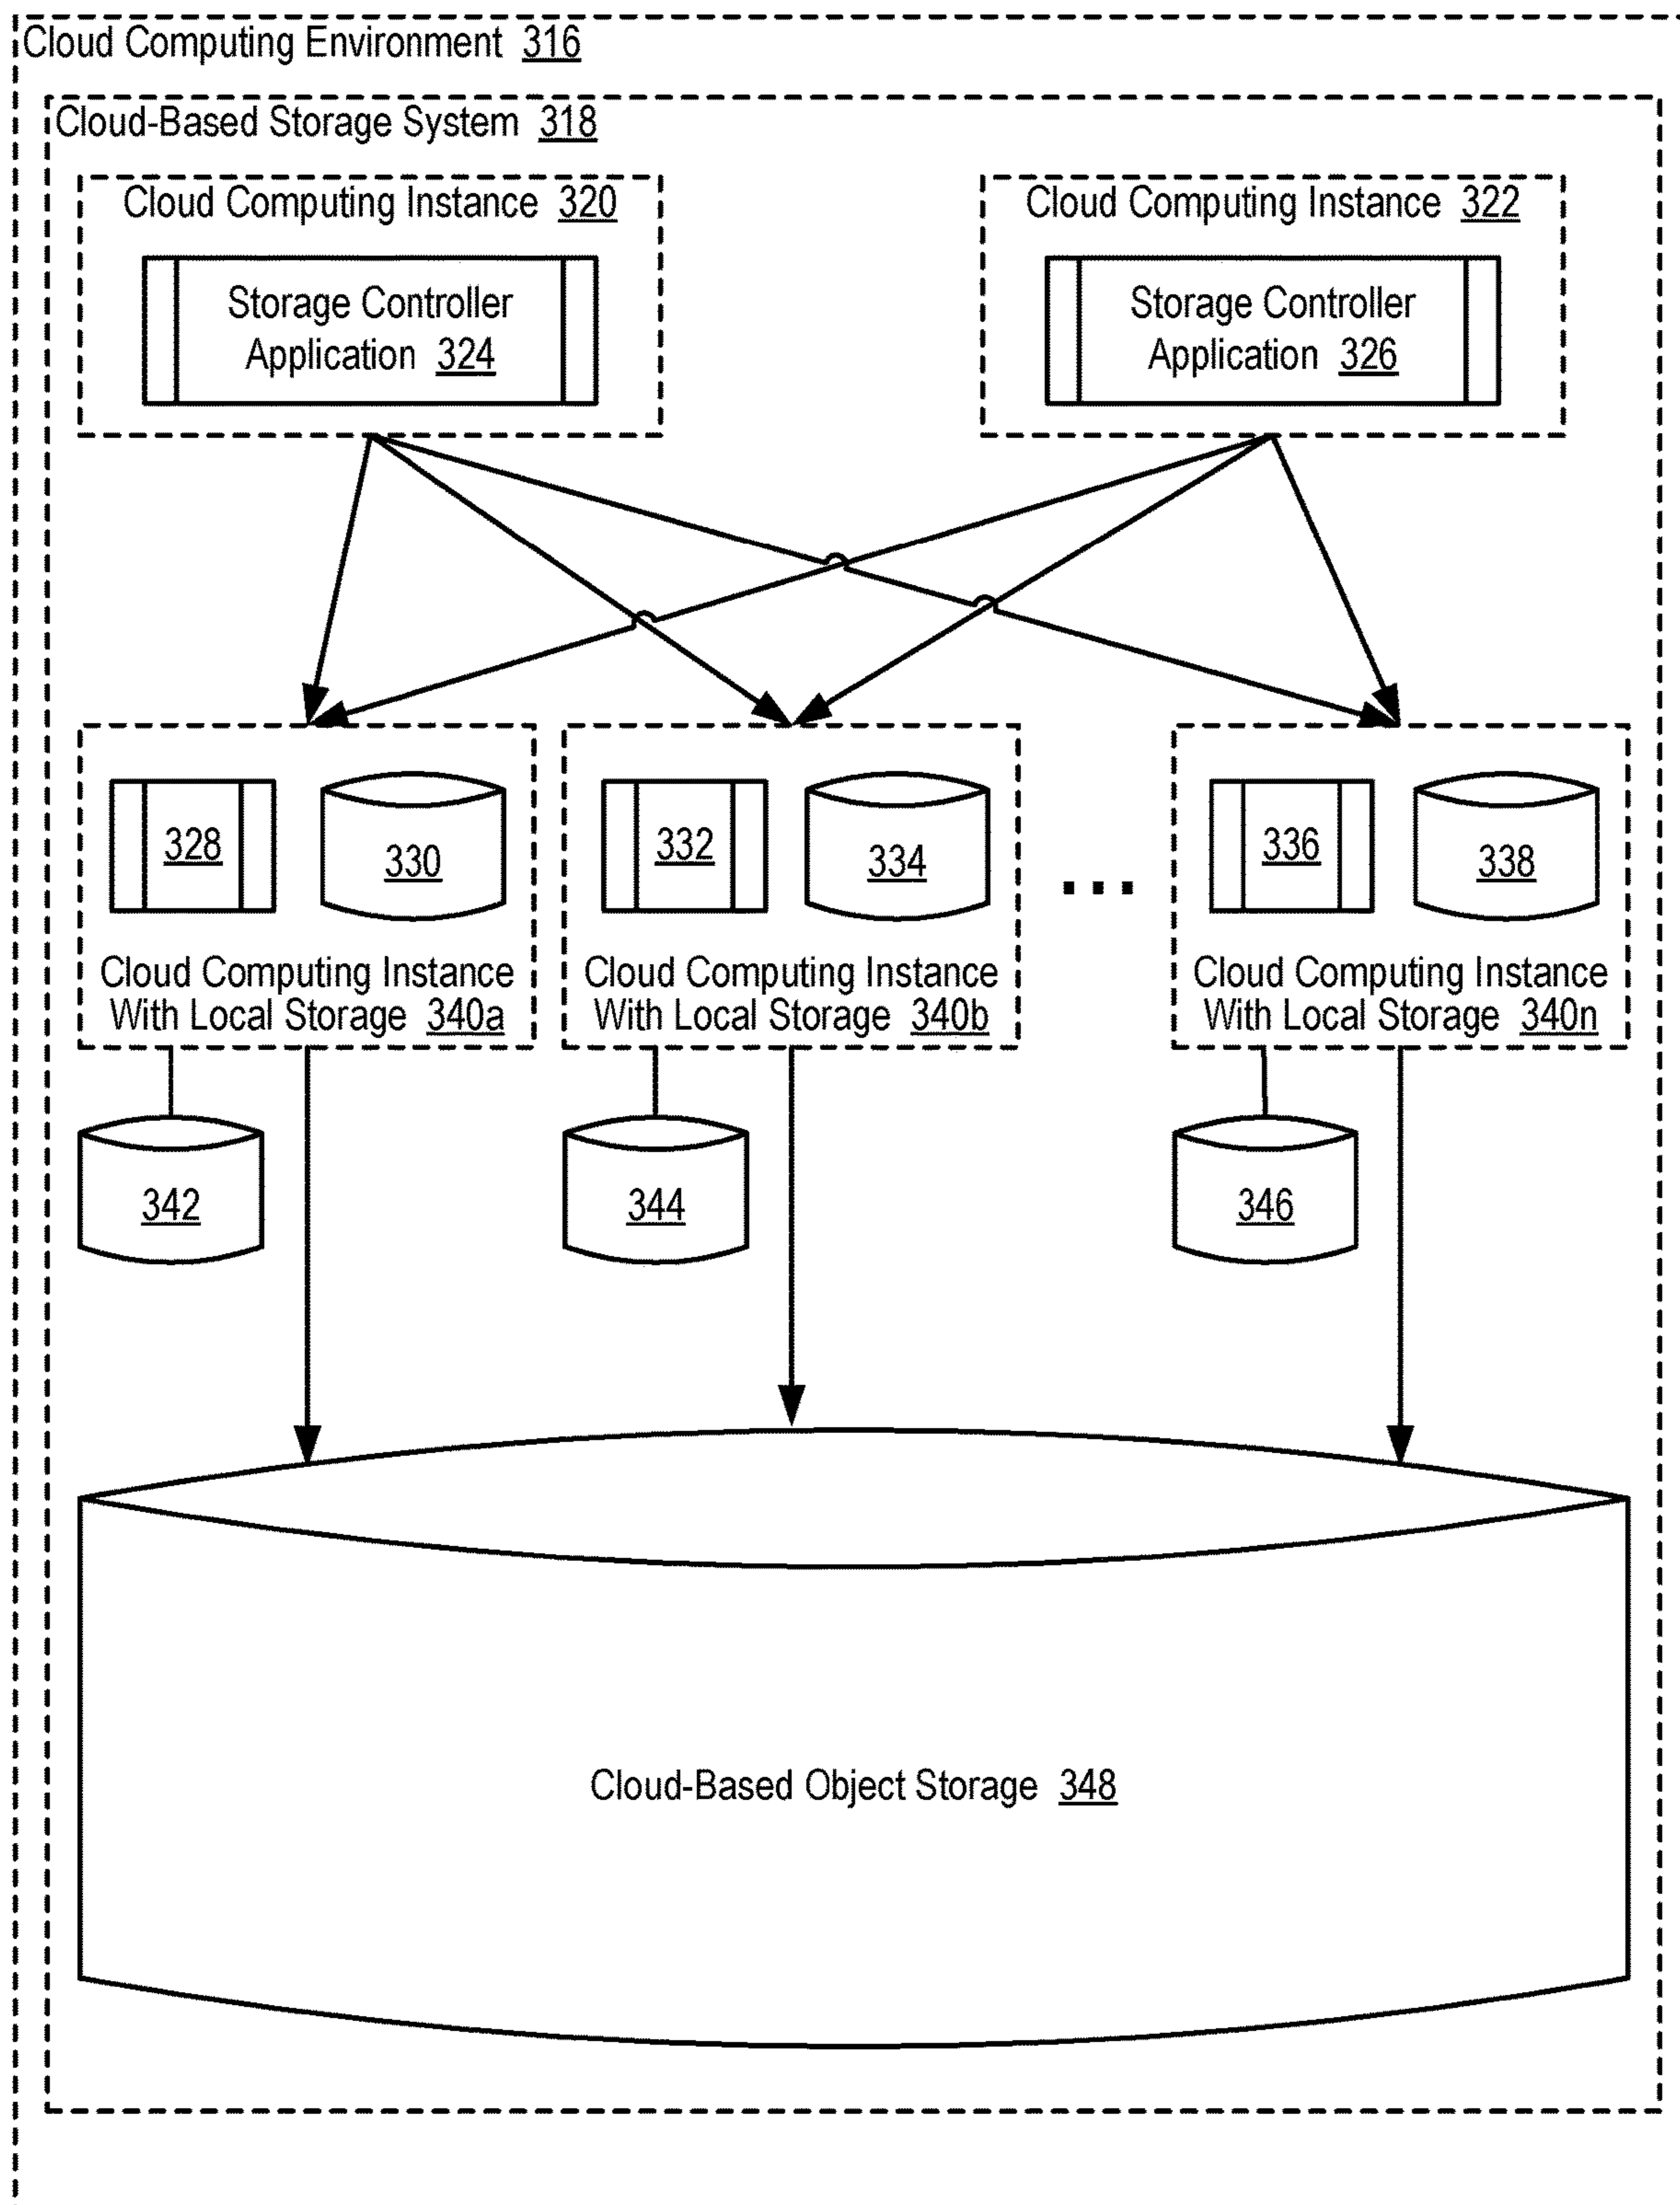 Cloud Computing Environment 316
Cloud-Based Storage System 318
Cloud Computing Instance 320
Storage Controller
Application 324
Cloud Computing Instance 322
Storage Controller
Application 326
328
330
Cloud Computing Instance
With Local Storage 340a
332
334
Cloud Computing Instance
With Local Storage 340b
...
336
338
Cloud Computing Instance
With Local Storage 340n
342
344
346
Cloud-Based Object Storage 348